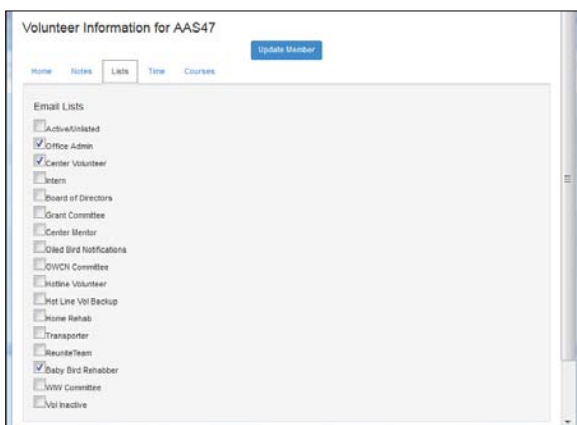 Volunteer Information for AAS47
Update Member
Home Notes Lists Time Courses
Email Lists
Active/Unlisted
Office Admin
Center Volunteer
Intern
Board of Directors
Grant Committee
Center Mentor
Oiled Bird Notifications
OWCN Committee
Hotline Volunteer
Hot Line Vol Backup
Home Rehab
Transporter
ReuniteTeam
Baby Bird Rehabber
WIW Committee
Vol Inactive